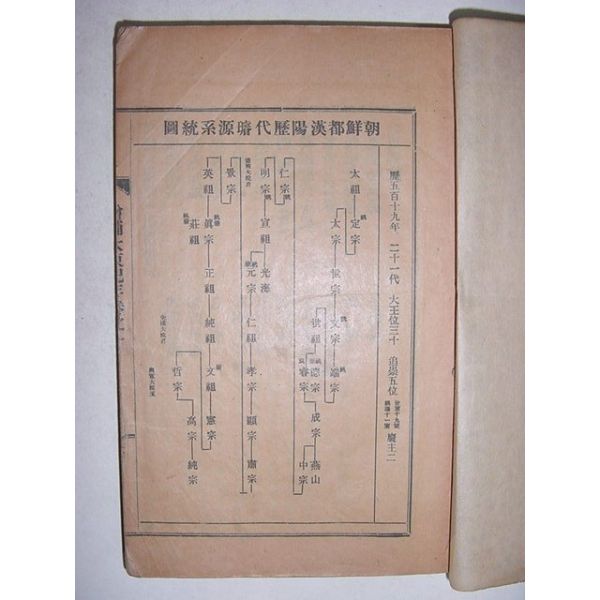 朝鮮都漢陽歷代璿源系統圖
歷五百十九年 二十一代 大王位三十 追崇五位 廢王二
太祖 定宗
太宗 世宗 文宗 端宗
世祖 德宗 成宗 燕山
睿宗 中宗
仁宗
明宗 宣祖 光海
元宗 仁祖 孝宗 顯宗 肅宗
景宗
英祖 眞宗 正祖 純祖 文祖 憲宗
莊祖
哲宗 高宗 純宗